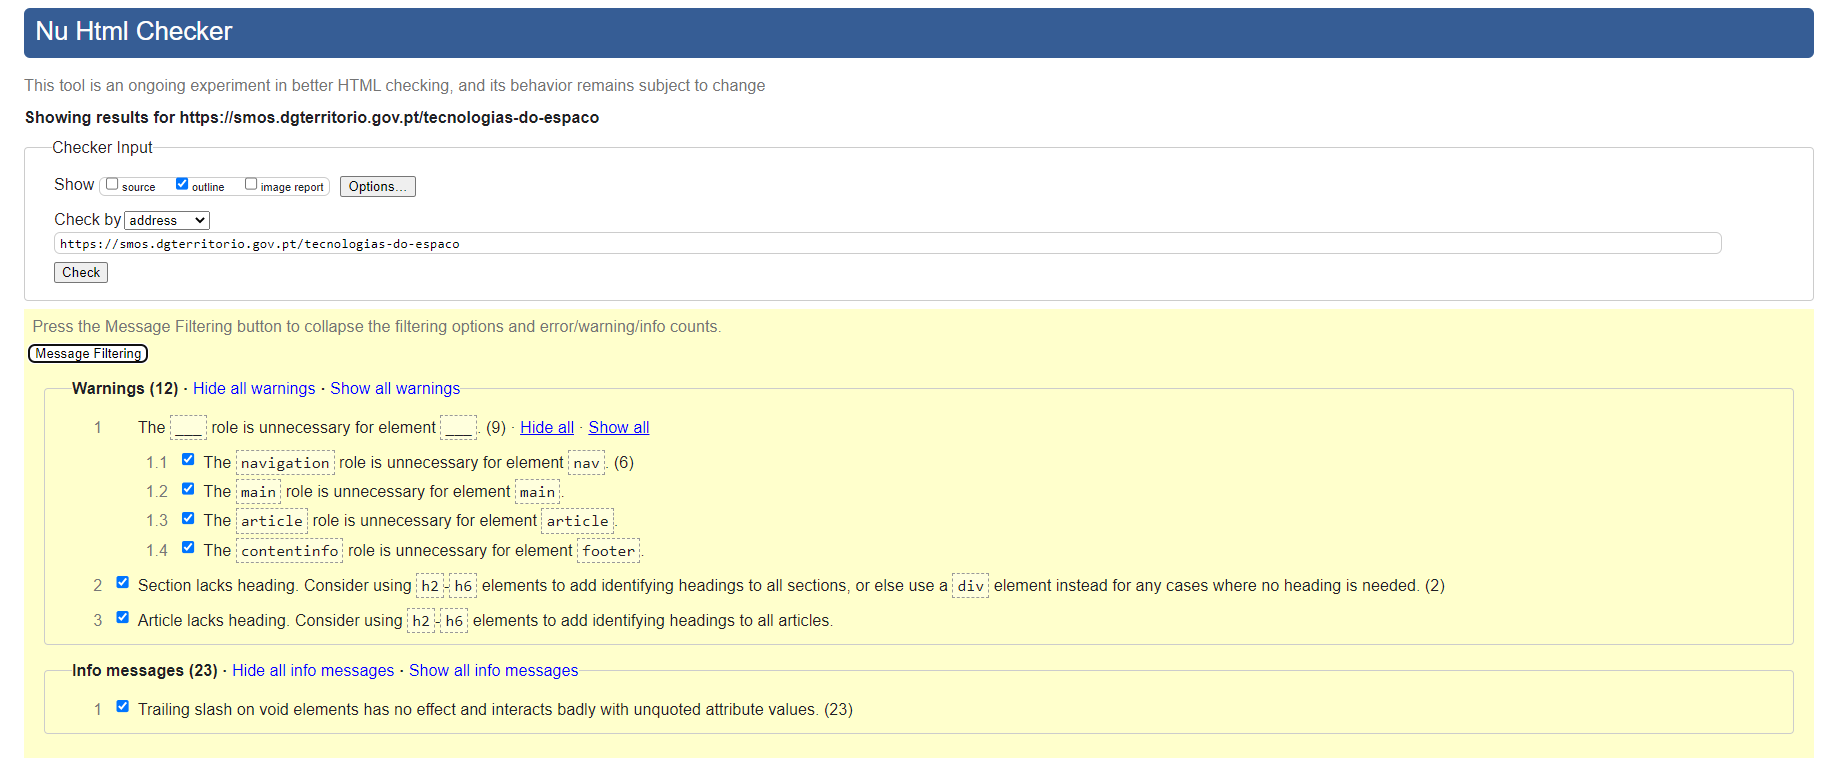 Nu Html Checker
This tool is an ongoing experiment in better HTML checking, and its behavior remains subject to change
Showing results for https://smos.dgterritorio.gov.pt/tecnologias-do-espaco
Checker Input
Show source outline image report Options...
Check by address
https://smos.dgterritorio.gov.pt/tecnologias-do-espaco
Check
Press the Message Filtering button to collapse the filtering options and error/warning/info counts.
Message Filtering
Warnings (12) · Hide all warnings · Show all warnings
1 The ___ role is unnecessary for element ___. (9) · Hide all · Show all
1.1 The navigation role is unnecessary for element nav. (6)
1.2 The main role is unnecessary for element main.
1.3 The article role is unnecessary for element article.
1.4 The contentinfo role is unnecessary for element footer.
2 Section lacks heading. Consider using h2-h6 elements to add identifying headings to all sections, or else use a div element instead for any cases where no heading is needed. (2)
3 Article lacks heading. Consider using h2-h6 elements to add identifying headings to all articles.
Info messages (23) · Hide all info messages · Show all info messages
1 Trailing slash on void elements has no effect and interacts badly with unquoted attribute values. (23)